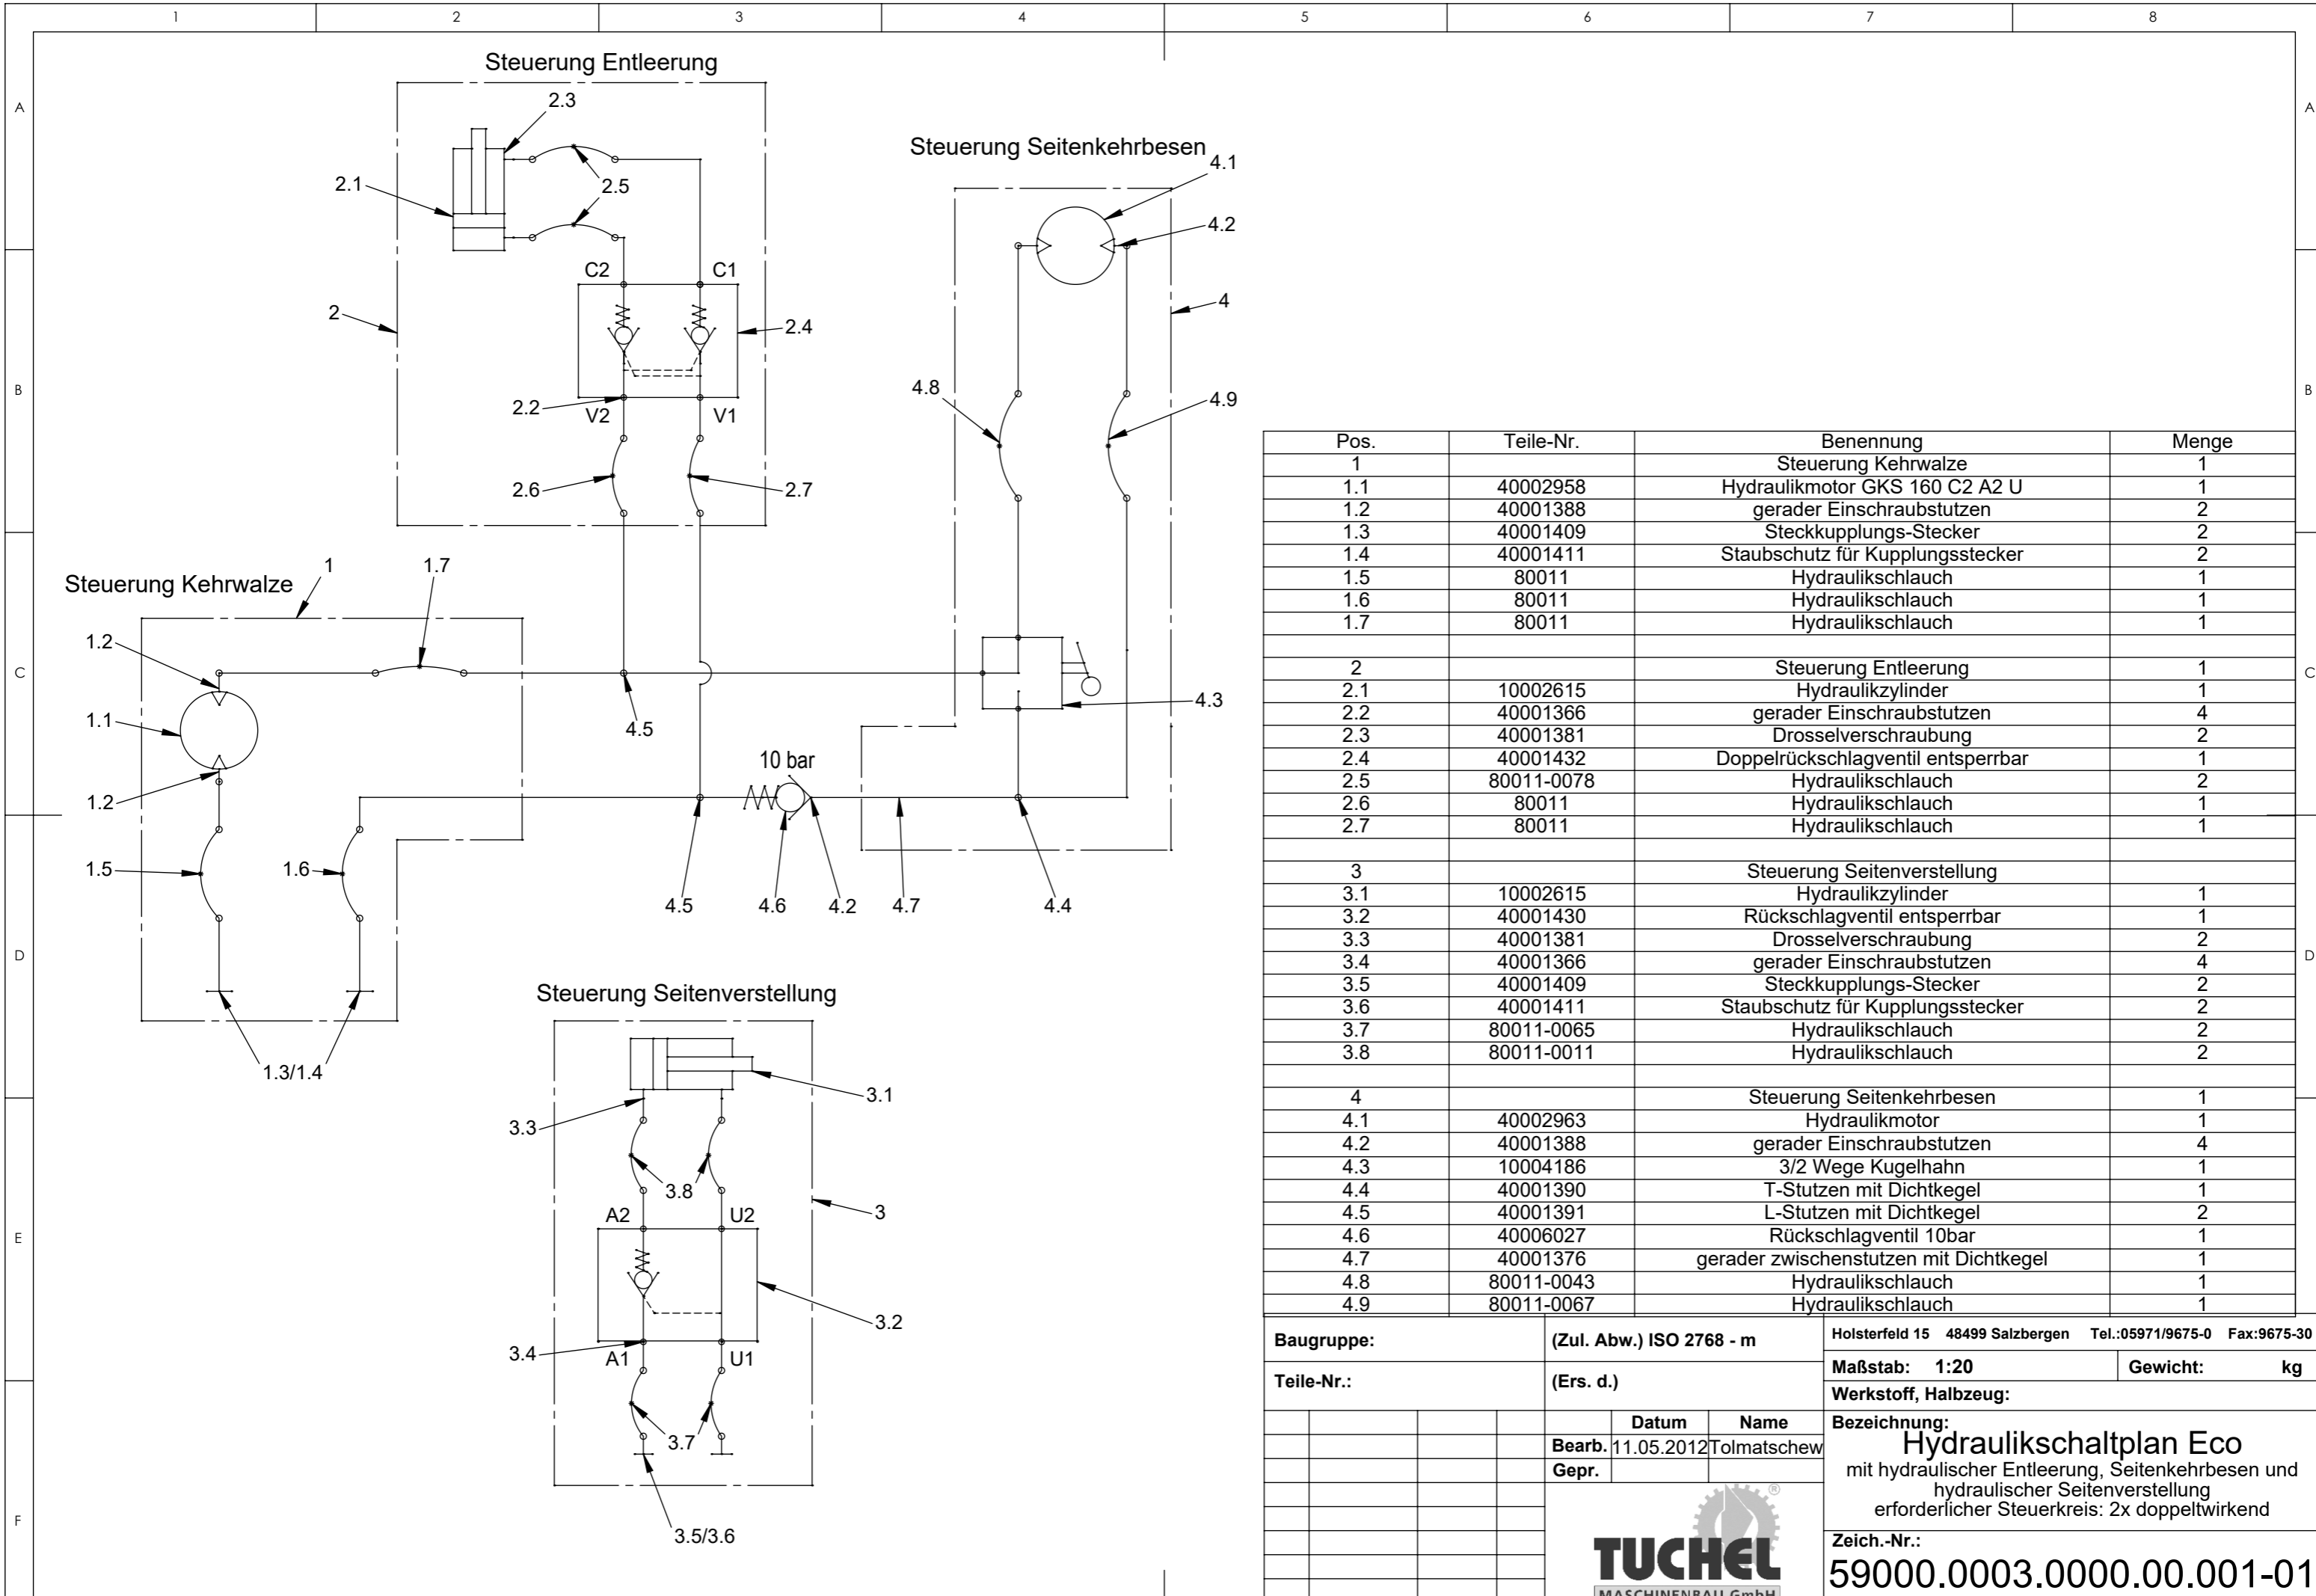 1 2 3 4 5 6 7 8
A A
B B
C C
D D
E
F
Steuerung Entleerung
2.3
2.1
2.5
C2 C1
2
2.4
2.2
V2 V1
2.6
2.7
Steuerung Seitenkehrbesen
4.1
4.2
4
4.8
4.9
4.3
Steuerung Kehrwalze
1
1.7
1.2
1.1
1.2
1.5
1.6
1.3/1.4
4.5
10 bar
4.5
4.6
4.2
4.7
4.4
Steuerung Seitenverstellung
3.1
3.3
3.8
3
A2 U2
3.2
3.4
A1 U1
3.7
3.5/3.6
Pos. Teile-Nr. Benennung Menge
1 Steuerung Kehrwalze 1
1.1 40002958 Hydraulikmotor GKS 160 C2 A2 U 1
1.2 40001388 gerader Einschraubstutzen 2
1.3 40001409 Steckkupplungs-Stecker 2
1.4 40001411 Staubschutz für Kupplungsstecker 2
1.5 80011 Hydraulikschlauch 1
1.6 80011 Hydraulikschlauch 1
1.7 80011 Hydraulikschlauch 1
2 Steuerung Entleerung 1
2.1 10002615 Hydraulikzylinder 1
2.2 40001366 gerader Einschraubstutzen 4
2.3 40001381 Drosselverschraubung 2
2.4 40001432 Doppelrückschlagventil entsperrbar 1
2.5 80011-0078 Hydraulikschlauch 2
2.6 80011 Hydraulikschlauch 1
2.7 80011 Hydraulikschlauch 1
3 Steuerung Seitenverstellung
3.1 10002615 Hydraulikzylinder 1
3.2 40001430 Rückschlagventil entsperrbar 1
3.3 40001381 Drosselverschraubung 2
3.4 40001366 gerader Einschraubstutzen 4
3.5 40001409 Steckkupplungs-Stecker 2
3.6 40001411 Staubschutz für Kupplungsstecker 2
3.7 80011-0065 Hydraulikschlauch 2
3.8 80011-0011 Hydraulikschlauch 2
4 Steuerung Seitenkehrbesen 1
4.1 40002963 Hydraulikmotor 1
4.2 40001388 gerader Einschraubstutzen 4
4.3 10004186 3/2 Wege Kugelhahn 1
4.4 40001390 T-Stutzen mit Dichtkegel 1
4.5 40001391 L-Stutzen mit Dichtkegel 2
4.6 40006027 Rückschlagventil 10bar 1
4.7 40001376 gerader zwischenstutzen mit Dichtkegel 1
4.8 80011-0043 Hydraulikschlauch 1
4.9 80011-0067 Hydraulikschlauch 1
Baugruppe: (Zul. Abw.) ISO 2768 - m
Holsterfeld 15 48499 Salzbergen Tel.:05971/9675-0 Fax:9675-30
Maßstab: 1:20 Gewicht: kg
Teile-Nr.: (Ers. d.)
Werkstoff, Halbzeug:
Datum Name
Bearb. 11.05.2012 Tolmatschew
Gepr.
Bezeichnung:
Hydraulikschaltplan Eco
mit hydraulischer Entleerung, Seitenkehrbesen und
hydraulischer Seitenverstellung
erforderlicher Steuerkreis: 2x doppeltwirkend
®
TUCHEL
MASCHINENBAU GmbH
Zeich.-Nr.:
59000.0003.0000.00.001-01